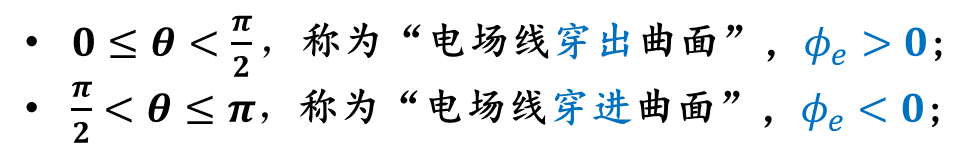 • 0 ≤ θ < π/2，称为“电场线穿出曲面”，ϕₑ > 0；
• π/2 < θ ≤ π，称为“电场线穿进曲面”，ϕₑ < 0；